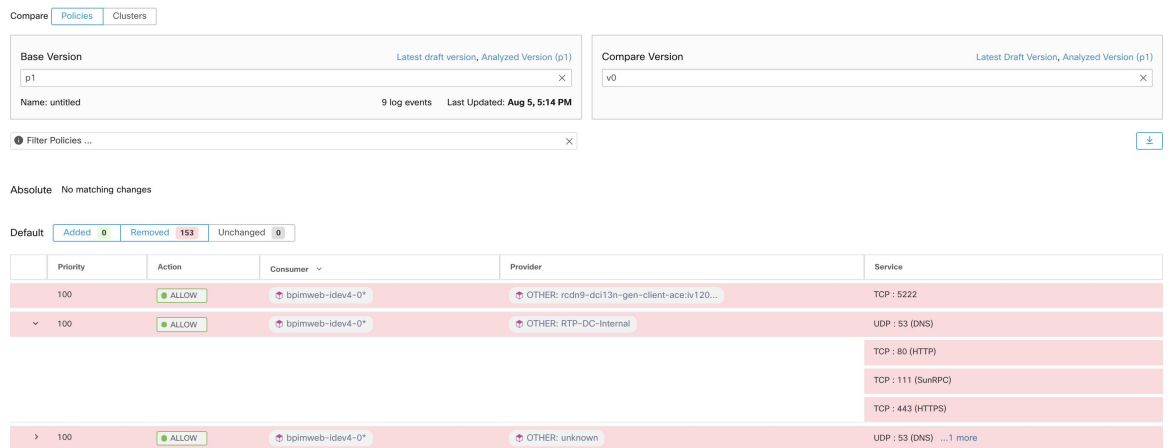 Compare Policies Clusters
Base Version Latest draft version, Analyzed Version (p1)
p1
Name: untitled 9 log events Last Updated: Aug 5, 5:14 PM
Compare Version Latest Draft Version, Analyzed Version (p1)
v0
Filter Policies ...
Absolute No matching changes
Default Added 0 Removed 153 Unchanged 0
Priority Action Consumer Provider Service
100 ALLOW bpimweb-idev4-0* OTHER: rcdn9-dci13n-gen-client-ace:iv120... TCP : 5222
100 ALLOW bpimweb-idev4-0* OTHER: RTP-DC-Internal UDP : 53 (DNS)
TCP : 80 (HTTP)
TCP : 111 (SunRPC)
TCP : 443 (HTTPS)
100 ALLOW bpimweb-idev4-0* OTHER: unknown UDP : 53 (DNS) ...1 more